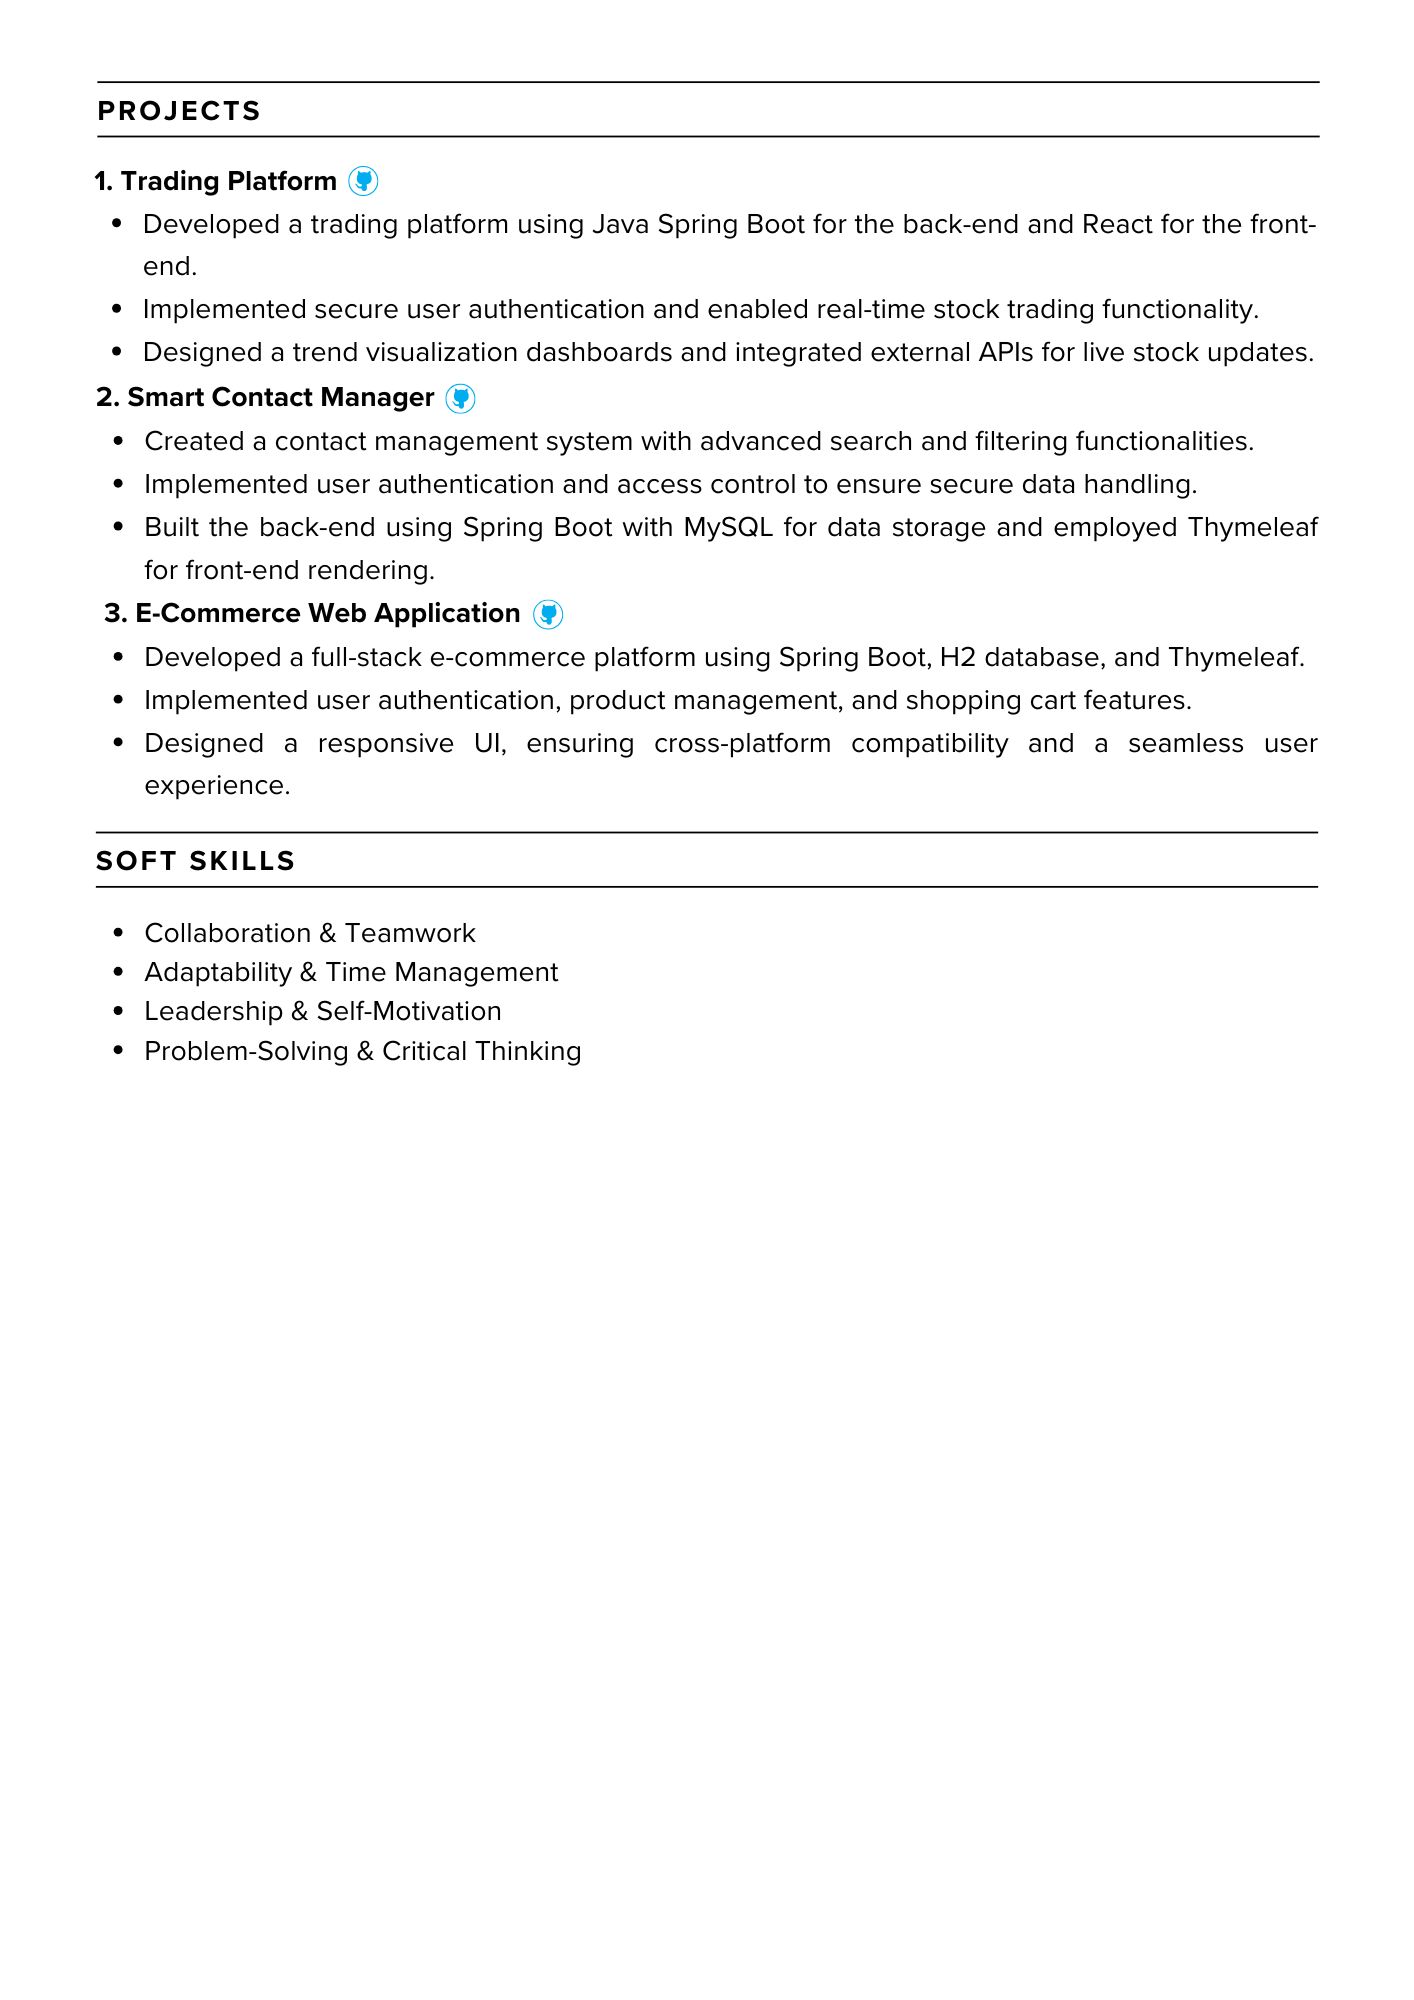 PROJECTS
1. Trading Platform
• Developed a trading platform using Java Spring Boot for the back-end and React for the front-
end.
• Implemented secure user authentication and enabled real-time stock trading functionality.
• Designed a trend visualization dashboards and integrated external APIs for live stock updates.
2. Smart Contact Manager
• Created a contact management system with advanced search and filtering functionalities.
• Implemented user authentication and access control to ensure secure data handling.
• Built the back-end using Spring Boot with MySQL for data storage and employed Thymeleaf
for front-end rendering.
3. E-Commerce Web Application
• Developed a full-stack e-commerce platform using Spring Boot, H2 database, and Thymeleaf.
• Implemented user authentication, product management, and shopping cart features.
• Designed a responsive UI, ensuring cross-platform compatibility and a seamless user
experience.
SOFT SKILLS
• Collaboration & Teamwork
• Adaptability & Time Management
• Leadership & Self-Motivation
• Problem-Solving & Critical Thinking